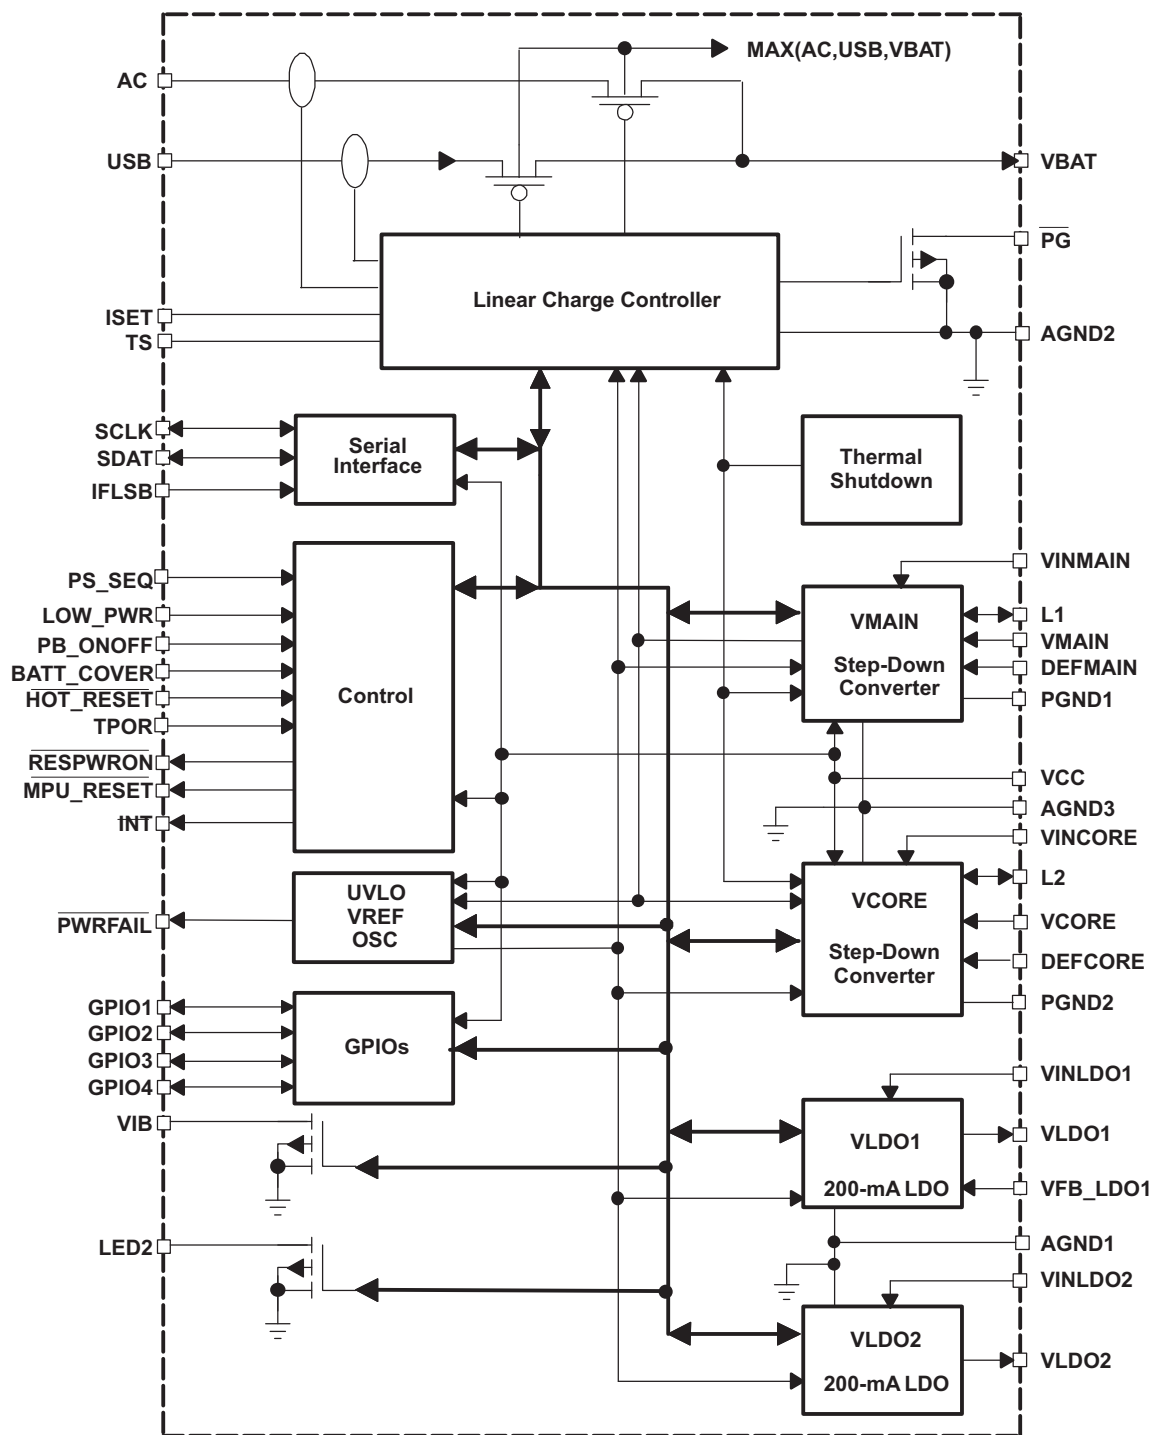 MAX(AC,USB,VBAT)
AC
USB
VBAT
PG
Linear Charge Controller
ISET
TS
AGND2
SCLK
SDAT
IFLSB
Serial
Interface
Thermal
Shutdown
PS_SEQ
LOW_PWR
PB_ONOFF
BATT_COVER
HOT_RESET
TPOR
RESPWRON
MPU_RESET
INT
Control
VINMAIN
L1
VMAIN
DEFMAIN
PGND1
VMAIN
Step-Down
Converter
VCC
AGND3
VINCORE
L2
VCORE
DEFCORE
PGND2
VCORE
Step-Down
Converter
PWRFAIL
UVLO
VREF
OSC
GPIO1
GPIO2
GPIO3
GPIO4
GPIOs
VIB
LED2
VINLDO1
VLDO1
VFB_LDO1
VLDO1
200-mA LDO
AGND1
VINLDO2
VLDO2
200-mA LDO
VLDO2